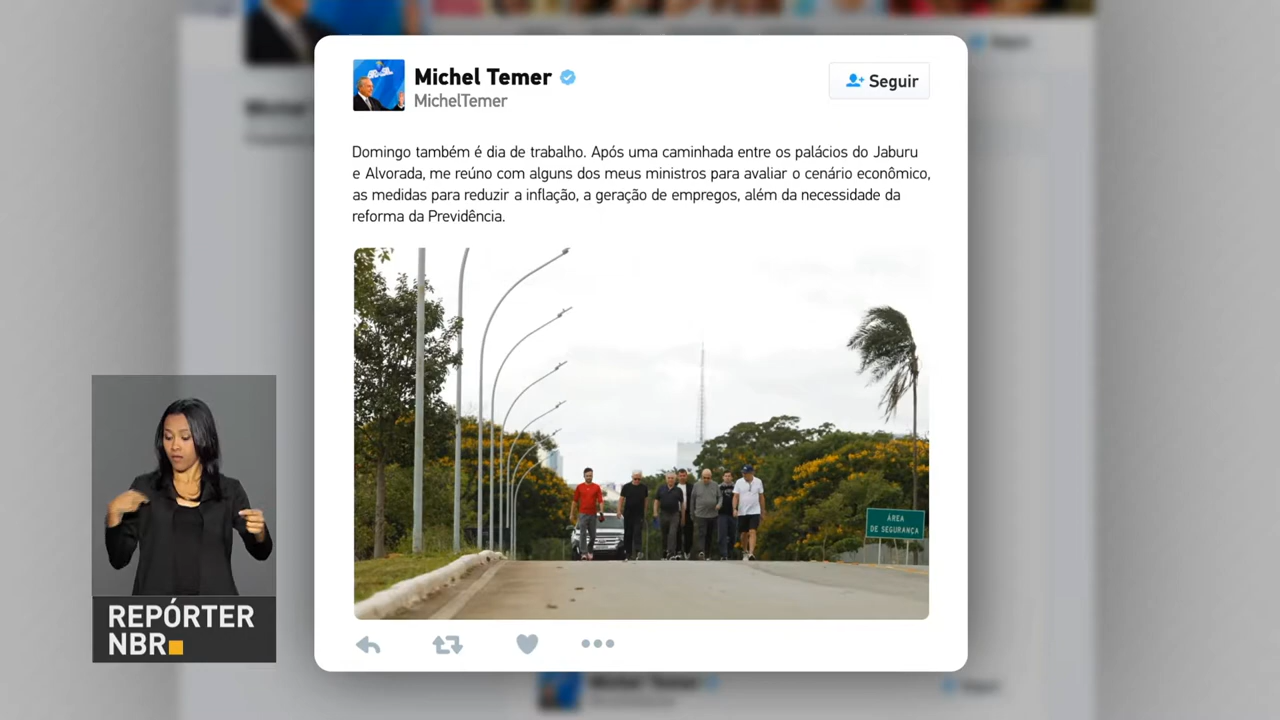 Michel Temer
MichelTemer
Seguir
Domingo também é dia de trabalho. Após uma caminhada entre os palácios do Jaburu
e Alvorada, me reúno com alguns dos meus ministros para avaliar o cenário econômico,
as medidas para reduzir a inflação, a geração de empregos, além da necessidade da
reforma da Previdência.
ÁREA
DE SEGURANÇA
REPÓRTER
NBR